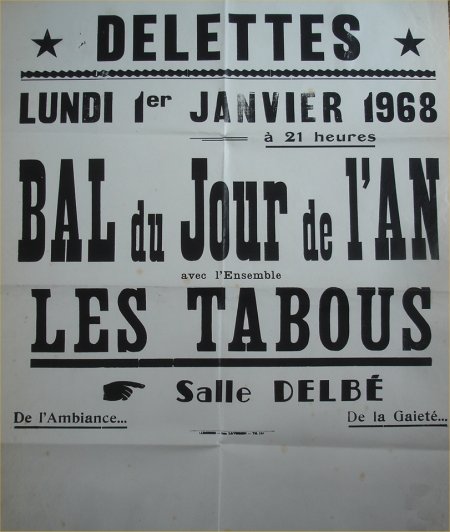 ★ DELETTES ★
LUNDI 1er JANVIER 1968
à 21 heures
BAL du Jour de l'AN
avec l'Ensemble
LES TABOUS
Salle DELBÉ
De l'Ambiance... De la Gaieté...